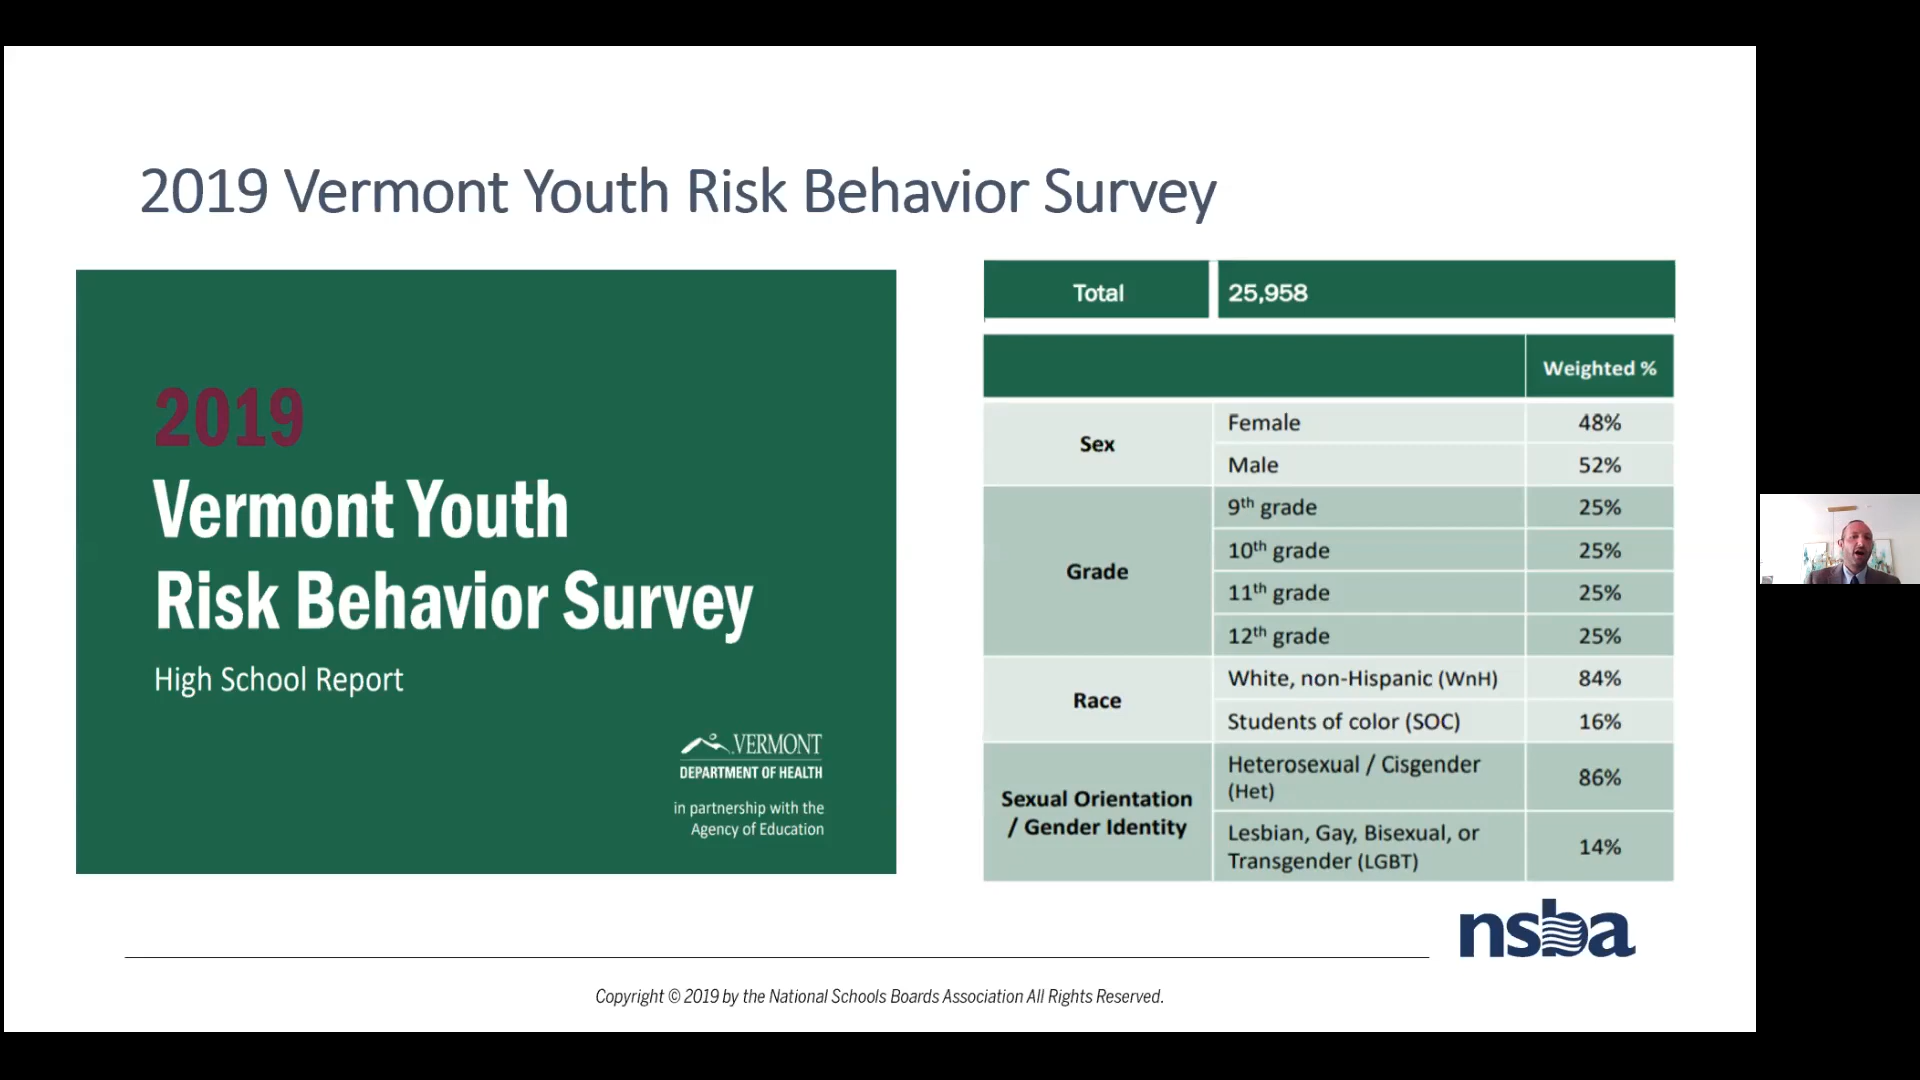 2019 Vermont Youth Risk Behavior Survey
2019
Vermont Youth
Risk Behavior Survey
High School Report
VERMONT
DEPARTMENT OF HEALTH
in partnership with the
Agency of Education
Total 25,958
Weighted %
Sex
Female 48%
Male 52%
Grade
9th grade 25%
10th grade 25%
11th grade 25%
12th grade 25%
Race
White, non-Hispanic (WnH) 84%
Students of color (SOC) 16%
Sexual Orientation
/ Gender Identity
Heterosexual / Cisgender
(Het) 86%
Lesbian, Gay, Bisexual, or
Transgender (LGBT) 14%
nsba
Copyright © 2019 by the National Schools Boards Association All Rights Reserved.